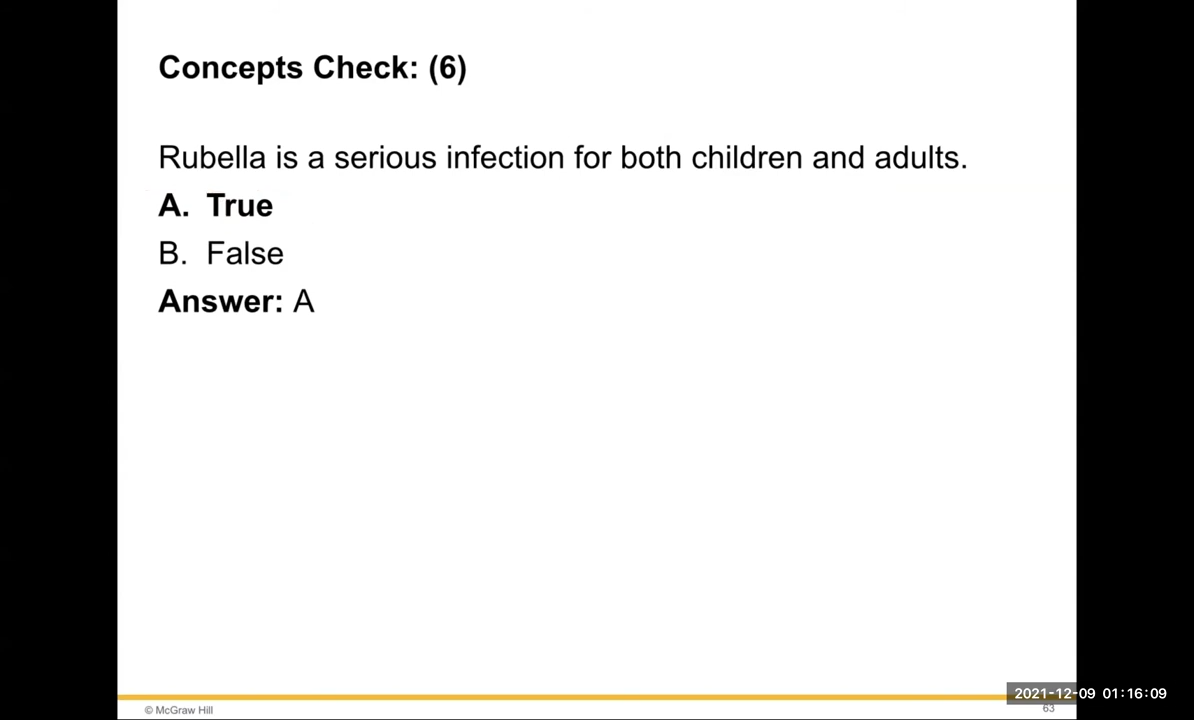 Concepts Check: (6)
Rubella is a serious infection for both children and adults.
A. True
B. False
Answer: A
© McGraw Hill
2021-12-09 01:16:09
63